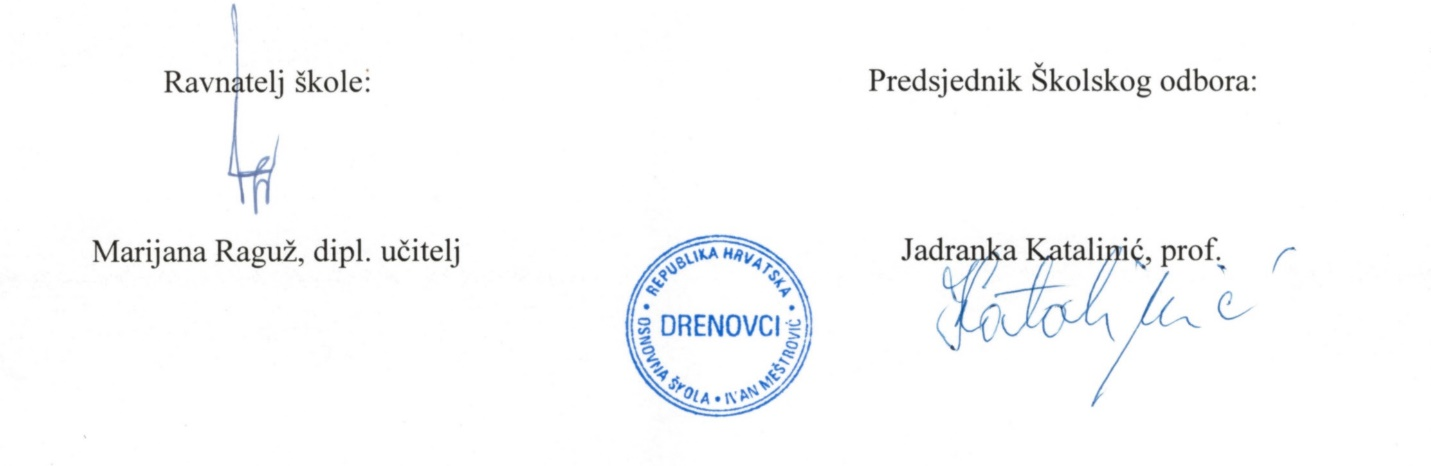 Ravnatelj škole:
Predsjednik Školskog odbora:
Marijana Raguž, dipl. učitelj
Jadranka Katalinić, prof.
Katalinić
REPUBLIKA HRVATSKA
DRENOVCI
OSNOVNA ŠKOLA • IVAN MEŠTROVIĆ